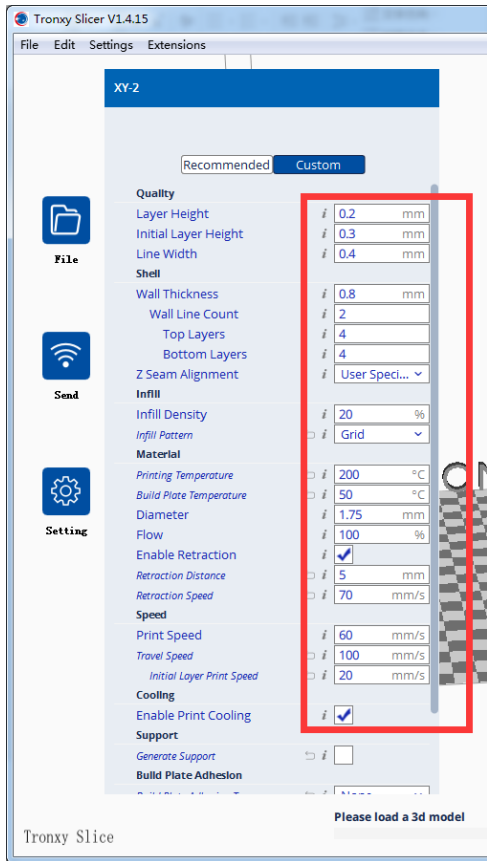 Tronxy Slicer V1.4.15
File Edit Settings Extensions
XY-2
Recommended Custom
Quality
Layer Height i 0.2 mm
Initial Layer Height i 0.3 mm
Line Width i 0.4 mm
File
Shell
Wall Thickness i 0.8 mm
Wall Line Count i 2
Top Layers i 4
Bottom Layers i 4
Z Seam Alignment i User Speci...
Send
Infill
Infill Density i 20 %
Infill Pattern i Grid
Material
Printing Temperature i 200 °C
Build Plate Temperature i 50 °C
Diameter i 1.75 mm
Setting
Flow i 100 %
Enable Retraction i
Retraction Distance i 5 mm
Retraction Speed i 70 mm/s
Speed
Print Speed i 60 mm/s
Travel Speed i 100 mm/s
Initial Layer Print Speed i 20 mm/s
Cooling
Enable Print Cooling i
Support
Generate Support i
Build Plate Adhesion
Please load a 3d model
Tronxy Slice